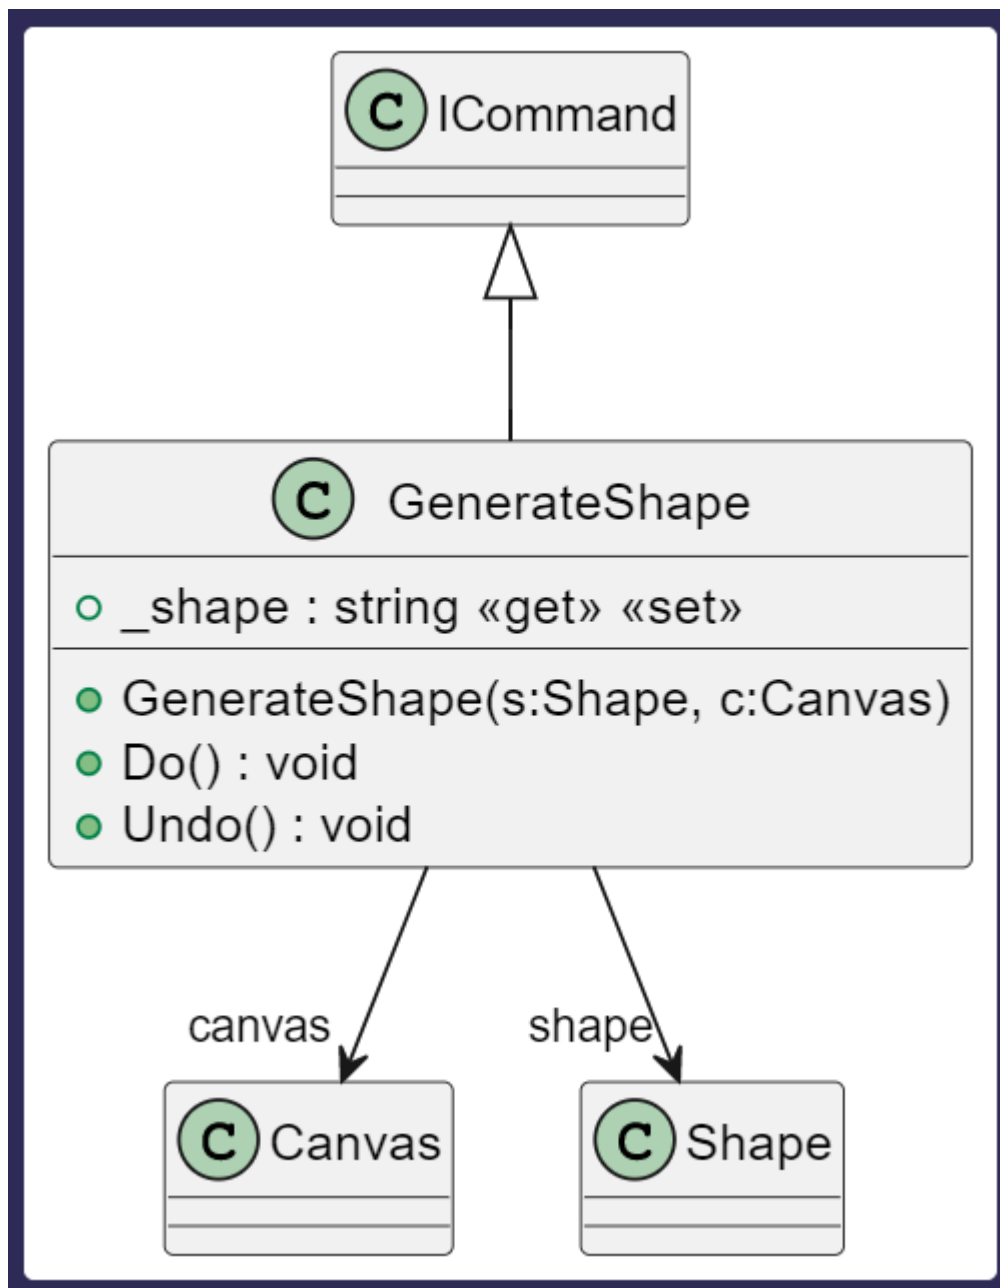 C ICommand
C GenerateShape
_shape : string «get» «set»
GenerateShape(s:Shape, c:Canvas)
Do() : void
Undo() : void
canvas
shape
C Canvas
C Shape